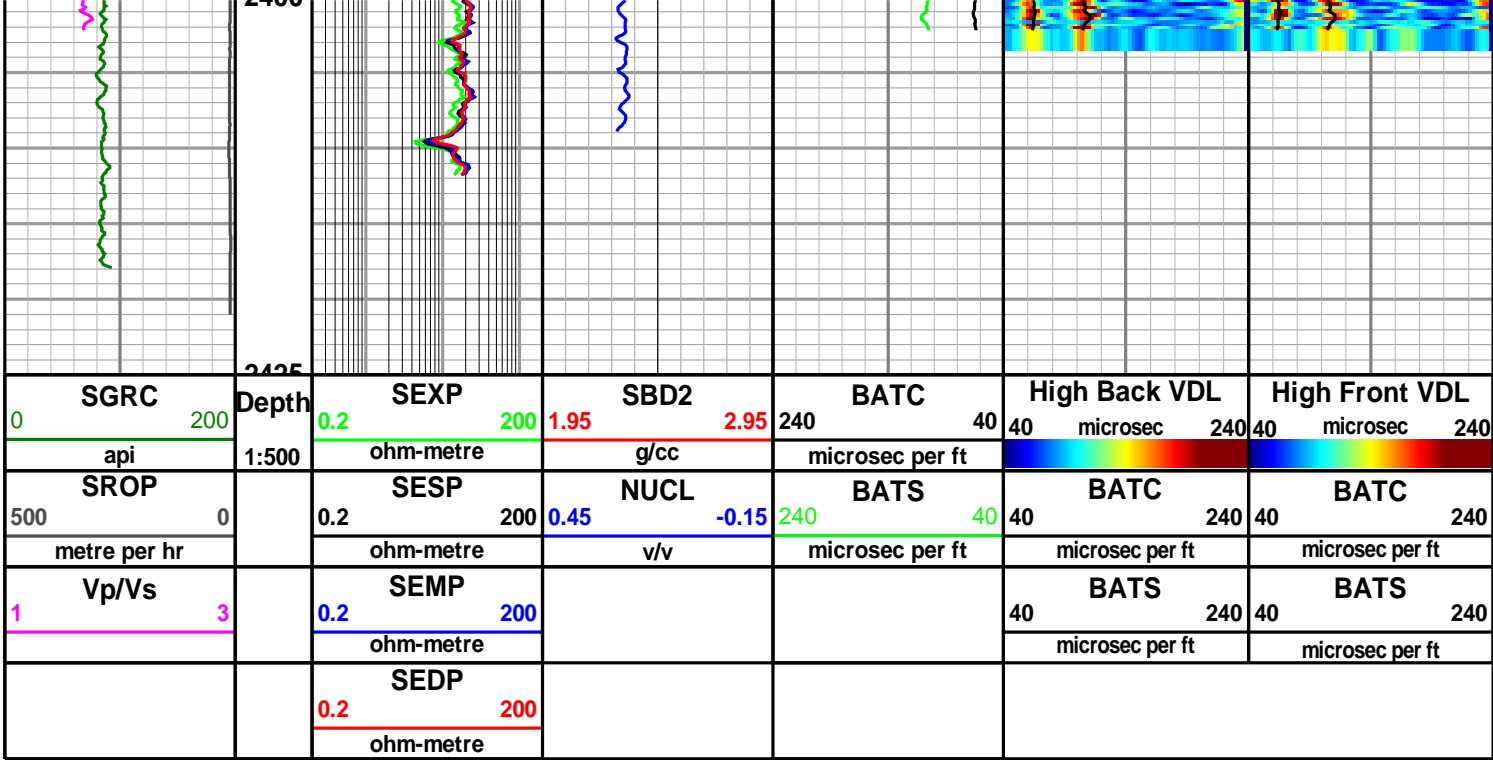 2400
2425
SGRC Depth SEXP SBD2 BATC High Back VDL High Front VDL
0 200 0.2 200 1.95 2.95 240 40 40 microsec 240 40 microsec 240
api 1:500 ohm-metre g/cc microsec per ft
SROP SESP NUCL BATS BATC BATC
500 0 0.2 200 0.45 -0.15 240 40 40 240 40 240
metre per hr ohm-metre v/v microsec per ft microsec per ft microsec per ft
Vp/Vs SEMP BATS BATS
1 3 0.2 200 40 240 40 240
ohm-metre microsec per ft microsec per ft
SEDP
0.2 200
ohm-metre